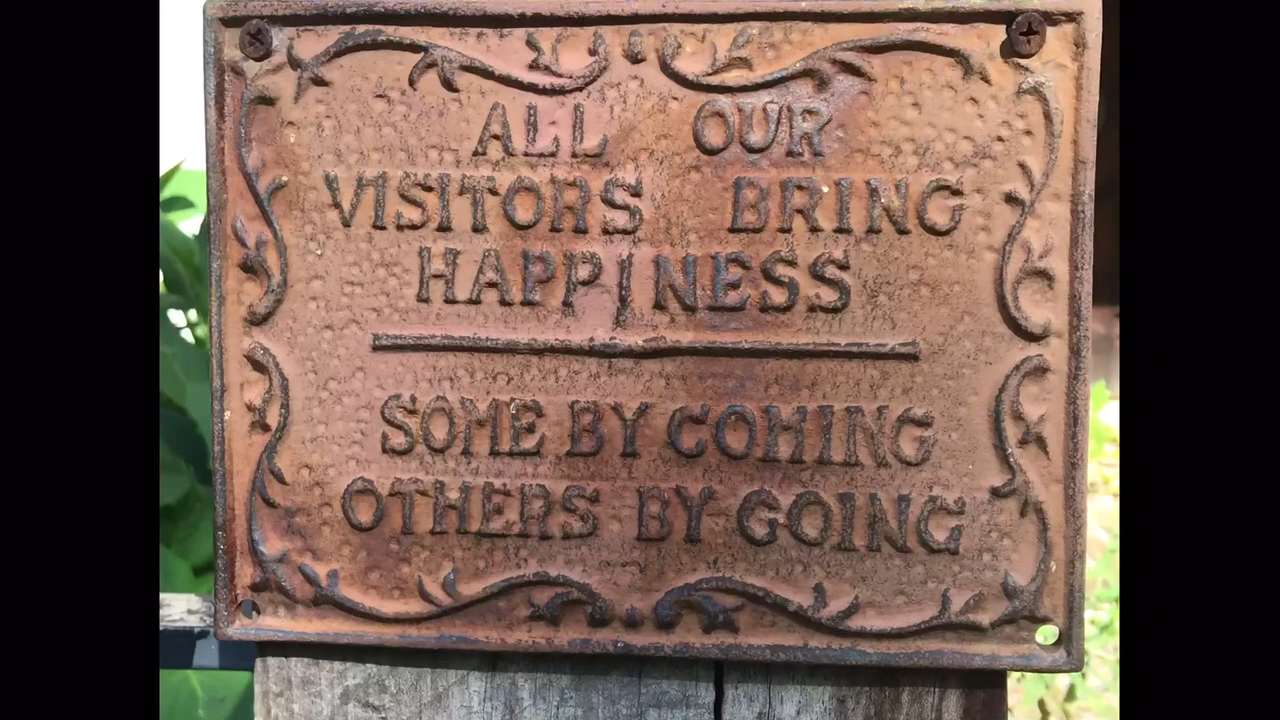 ALL OUR
VISITORS BRING
HAPPINESS
SOME BY COMING
OTHERS BY GOING